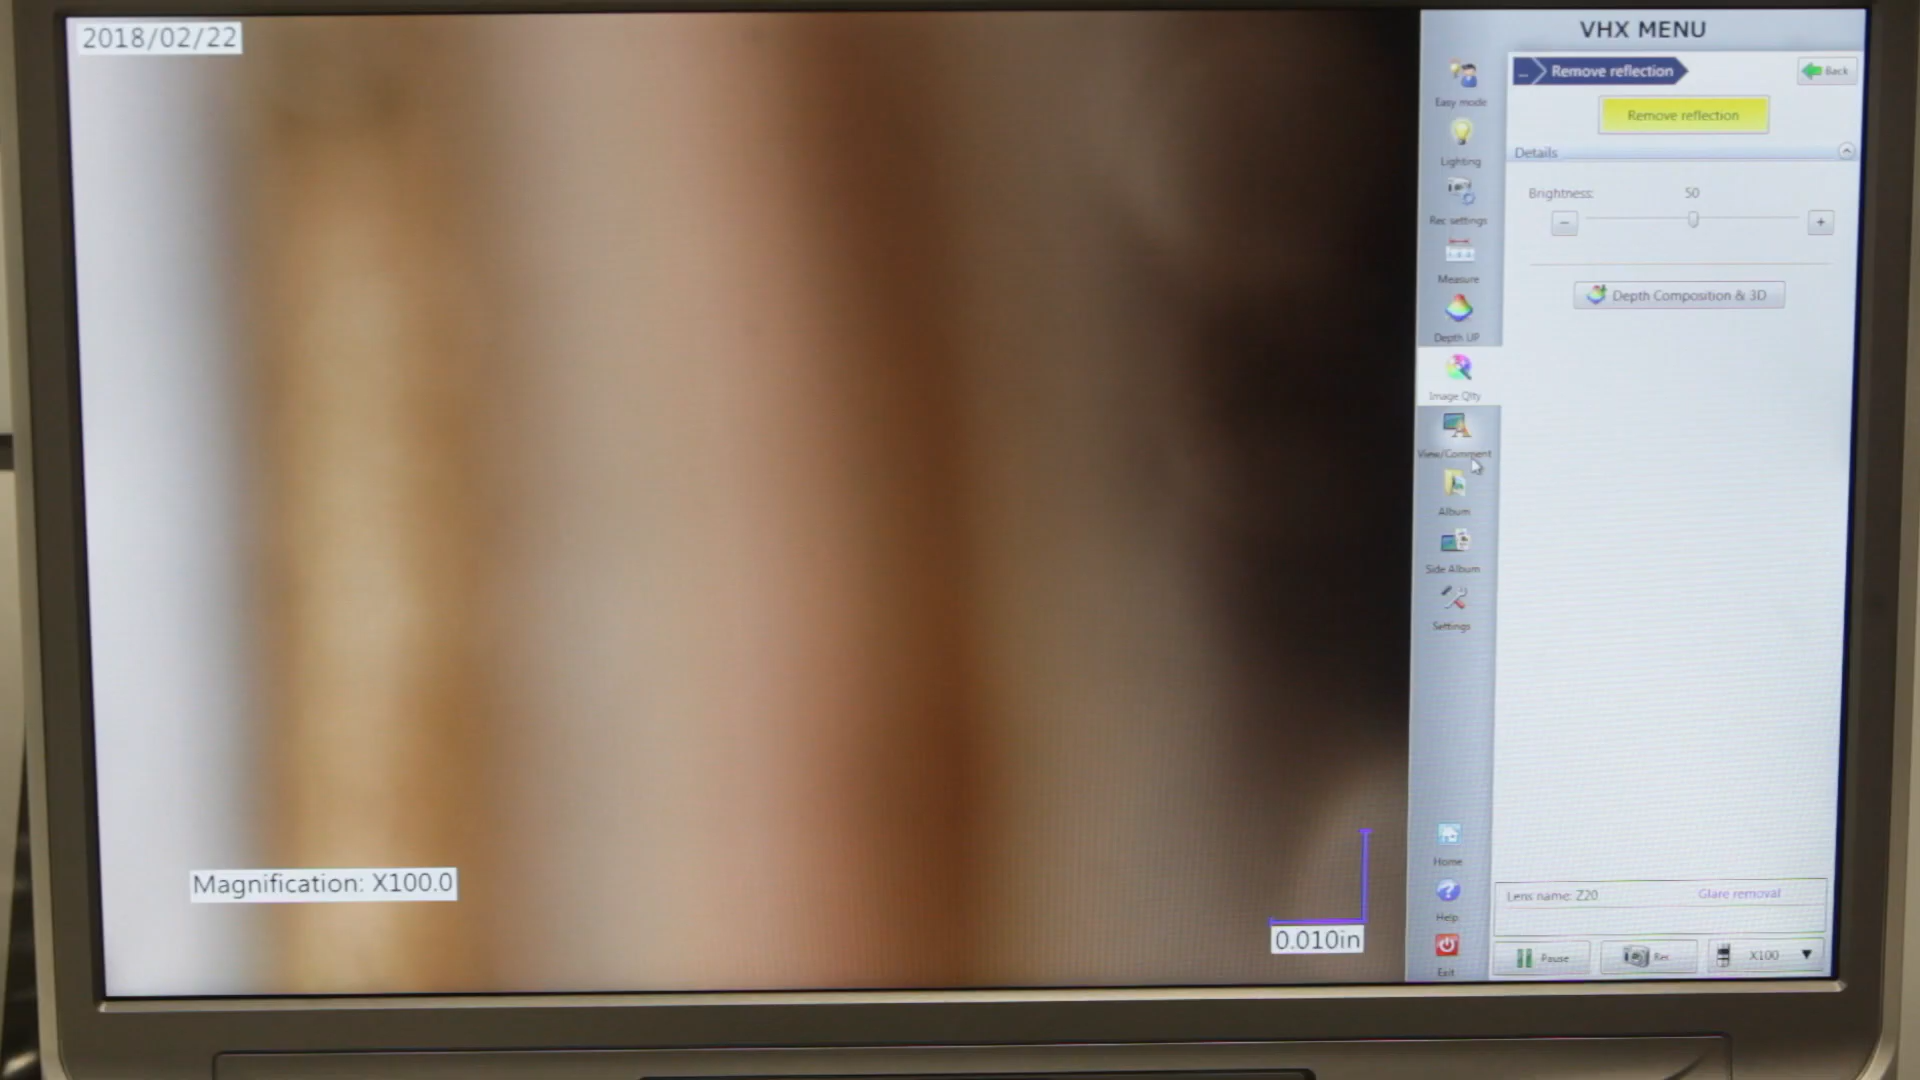 2018/02/22
VHX MENU
... Remove reflection
Back
Remove reflection
Details
Brightness: 50
− +
Depth Composition & 3D
Easy mode
Lighting
Rec settings
Measure
Depth UP
Image Qlty
View/Comment
Album
Side Album
Settings
Home
Help
Exit
Magnification: X100.0
0.010in
Lens name: Z20 Glare removal
Pause Rec X100